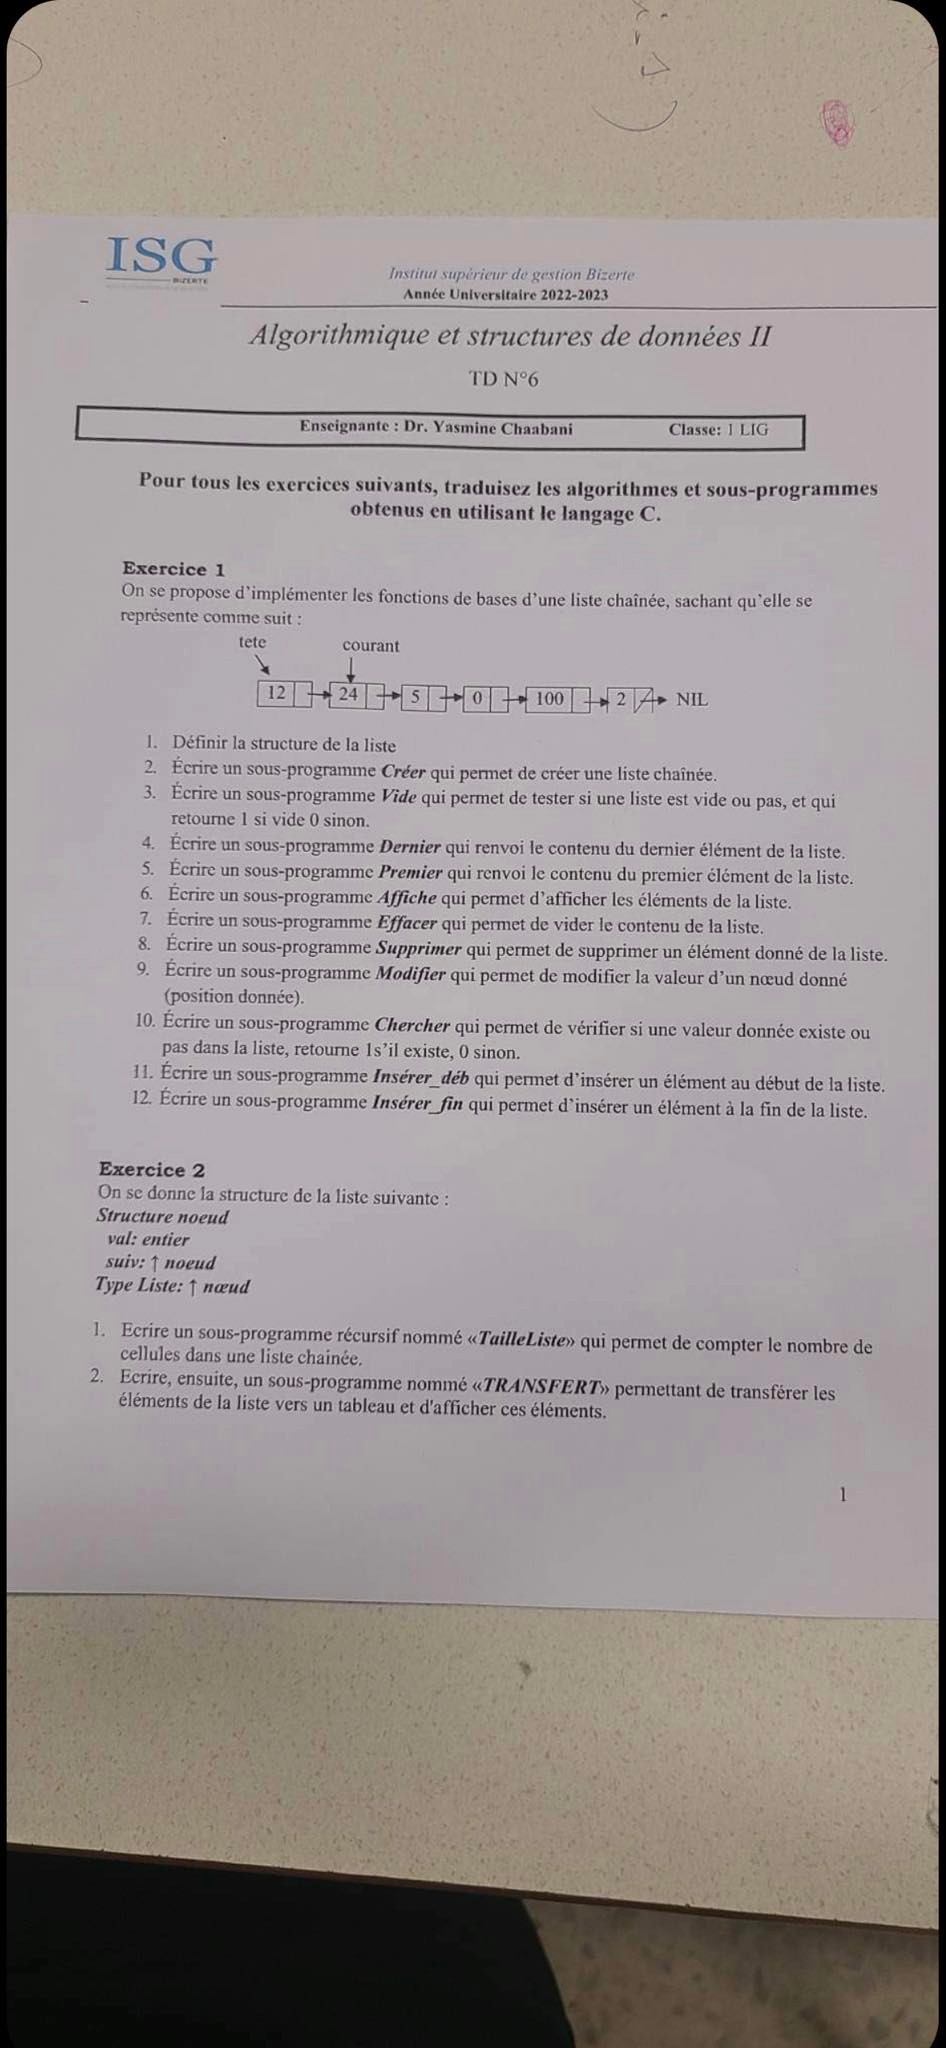 ISG
BIZERTE
Institut supérieur de gestion Bizerte
Année Universitaire 2022-2023
Algorithmique et structures de données II
TD N°6
Enseignante : Dr. Yasmine Chaabani Classe: 1 LIG
Pour tous les exercices suivants, traduisez les algorithmes et sous-programmes
obtenus en utilisant le langage C.
Exercice 1
On se propose d'implémenter les fonctions de bases d'une liste chaînée, sachant qu'elle se
représente comme suit :
tete courant
12 24 5 0 100 2 NIL
1. Définir la structure de la liste
2. Écrire un sous-programme Créer qui permet de créer une liste chaînée.
3. Écrire un sous-programme Vide qui permet de tester si une liste est vide ou pas, et qui
retourne 1 si vide 0 sinon.
4. Écrire un sous-programme Dernier qui renvoi le contenu du dernier élément de la liste.
5. Écrire un sous-programme Premier qui renvoi le contenu du premier élément de la liste.
6. Écrire un sous-programme Affiche qui permet d'afficher les éléments de la liste.
7. Écrire un sous-programme Effacer qui permet de vider le contenu de la liste.
8. Écrire un sous-programme Supprimer qui permet de supprimer un élément donné de la liste.
9. Écrire un sous-programme Modifier qui permet de modifier la valeur d'un nœud donné
(position donnée).
10. Écrire un sous-programme Chercher qui permet de vérifier si une valeur donnée existe ou
pas dans la liste, retourne 1s'il existe, 0 sinon.
11. Écrire un sous-programme Insérer_déb qui permet d'insérer un élément au début de la liste.
12. Écrire un sous-programme Insérer_fin qui permet d'insérer un élément à la fin de la liste.
Exercice 2
On se donne la structure de la liste suivante :
Structure noeud
val: entier
suiv: ↑ noeud
Type Liste: ↑ nœud
1. Ecrire un sous-programme récursif nommé «TailleListe» qui permet de compter le nombre de
cellules dans une liste chainée.
2. Ecrire, ensuite, un sous-programme nommé «TRANSFERT» permettant de transférer les
éléments de la liste vers un tableau et d'afficher ces éléments.
1